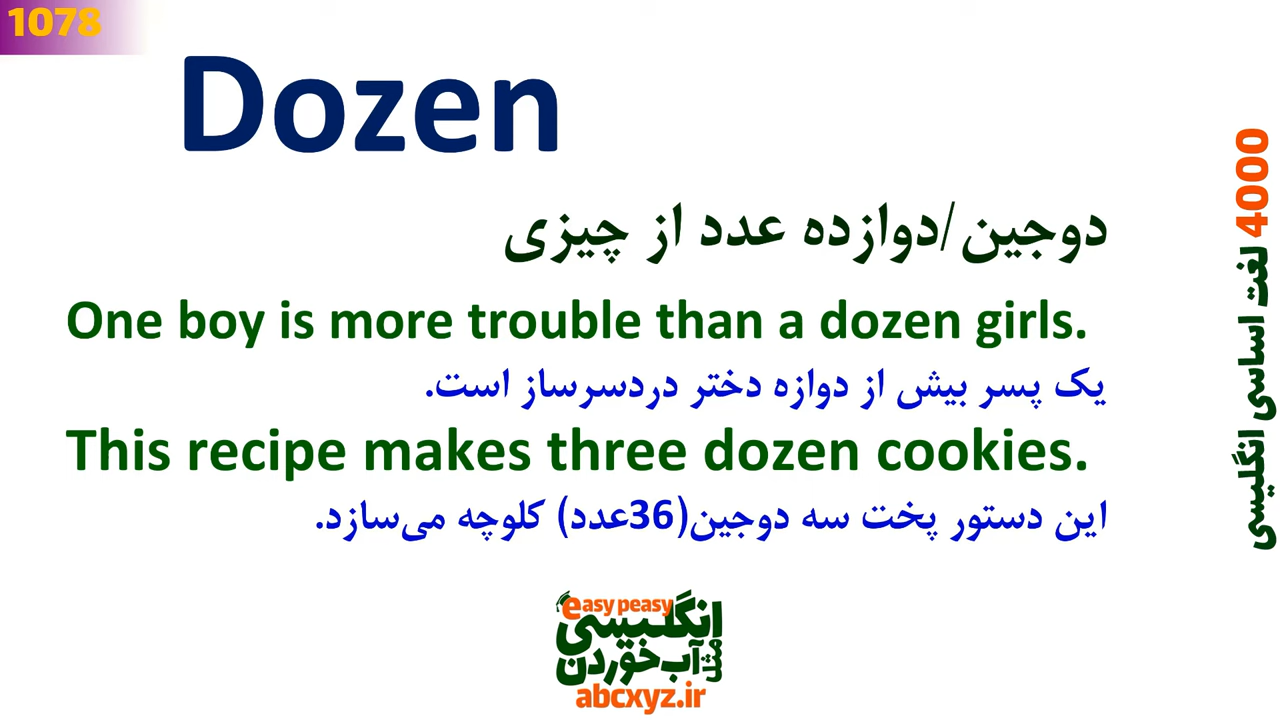 1078
Dozen
دوجین/دوازده عدد از چیزی
One boy is more trouble than a dozen girls.
یک پسر بیش از دوازه دختر دردسرساز است.
This recipe makes three dozen cookies.
این دستور پخت سه دوجین(36عدد) کلوچه می‌سازد.
4000 لغت اساسی انگلیسی
easy peasy
انگلیسی
مثل آب خوردن
abcxyz.ir